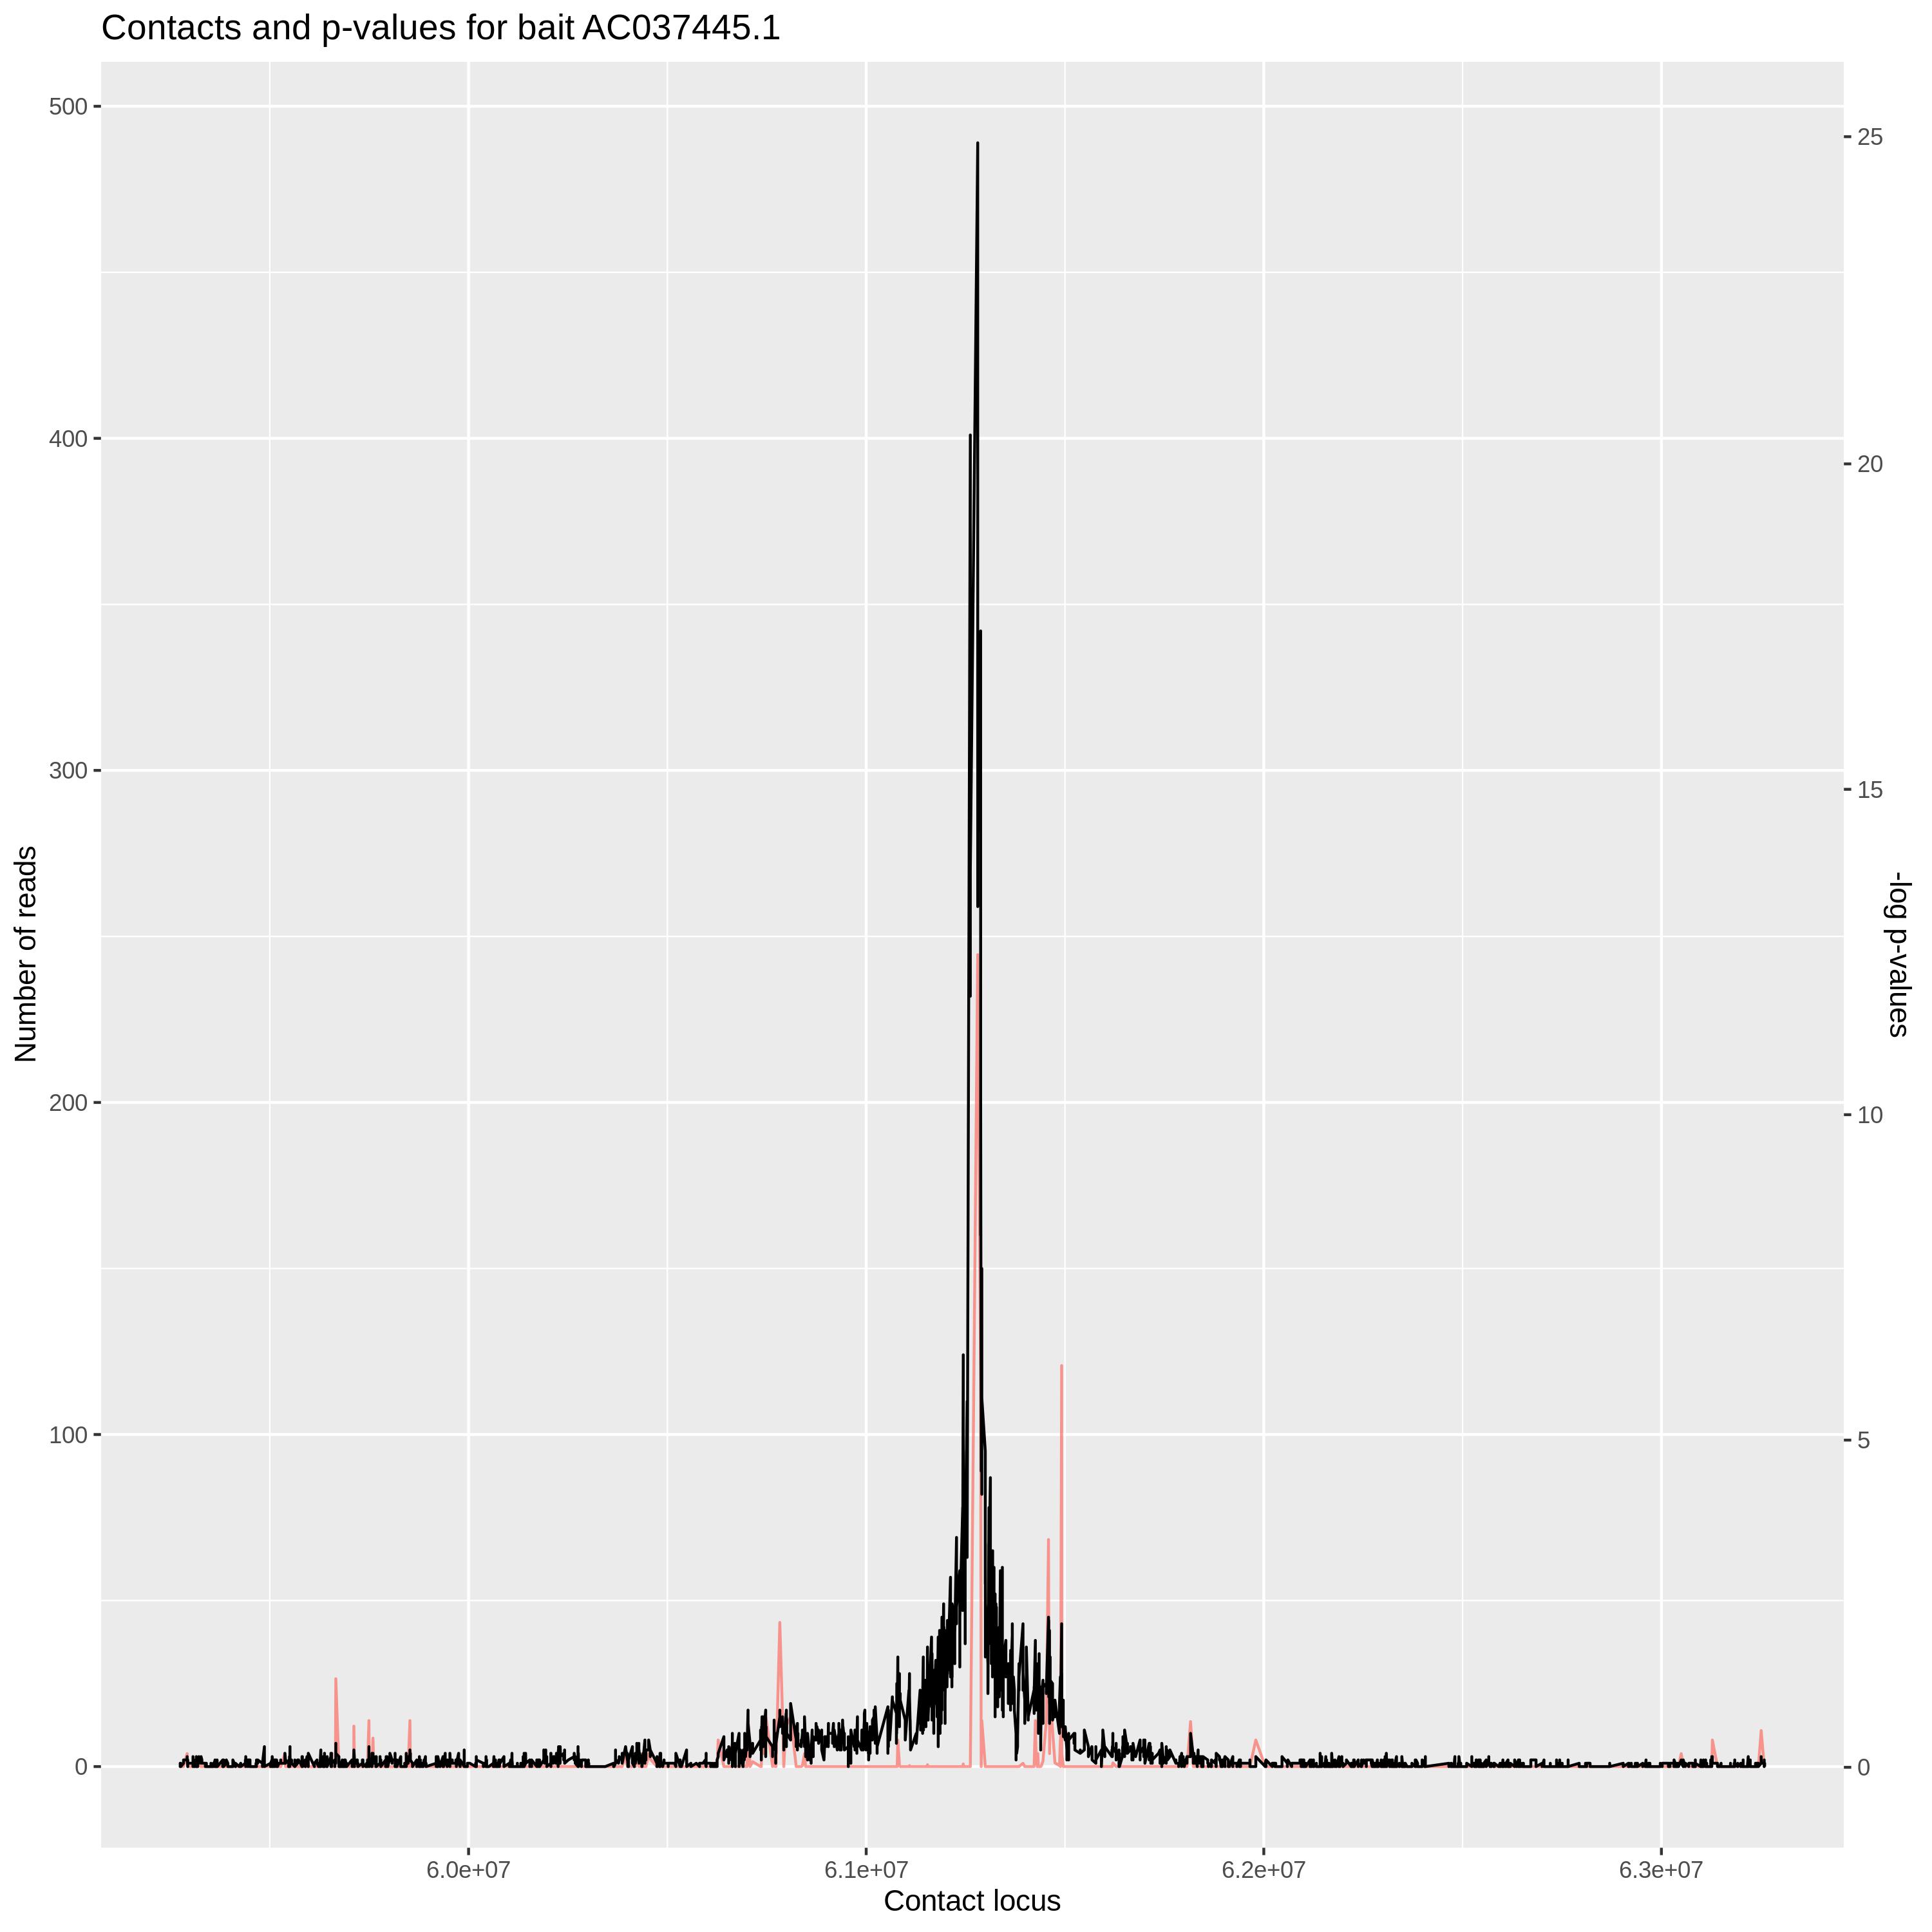 Contacts and p-values for bait AC037445.1
500
400
300
200
100
0
Number of reads
25
20
15
10
5
0
-log p-values
6.0e+07
6.1e+07
6.2e+07
6.3e+07
Contact locus